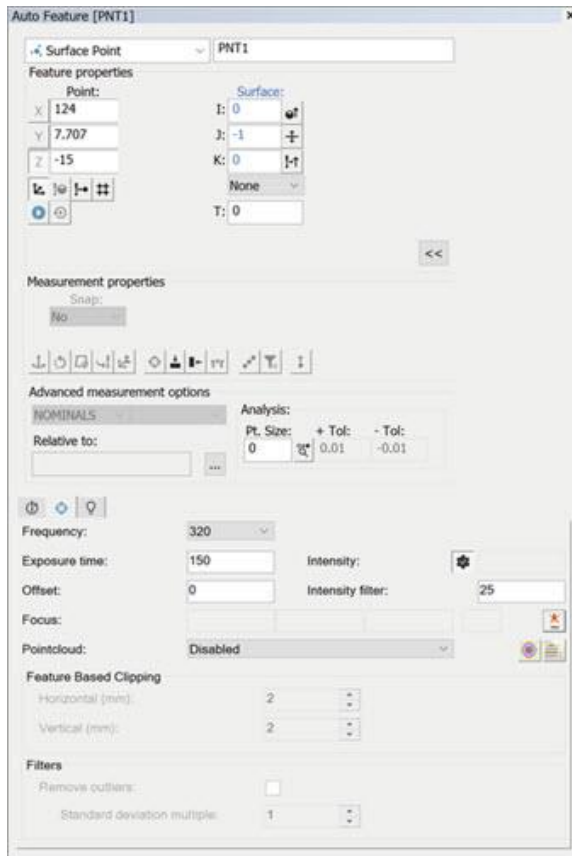 Auto Feature [PNT1]
Surface Point PNT1
Feature properties
Point: Surface:
X 124 I: 0
Y 7.707 J: -1
Z -15 K: 0
None
T: 0
<<
Measurement properties
Snap:
No
Advanced measurement options
NOMINALS
Analysis:
Pt. Size: + Tol: - Tol:
Relative to:
0 0.01 -0.01
...
Frequency: 320
Exposure time: 150 Intensity:
Offset: 0 Intensity filter: 25
Focus:
Pointcloud: Disabled
Feature Based Clipping
Horizontal (mm): 2
Vertical (mm): 2
Filters
Remove outliers:
Standard deviation multiple: 1